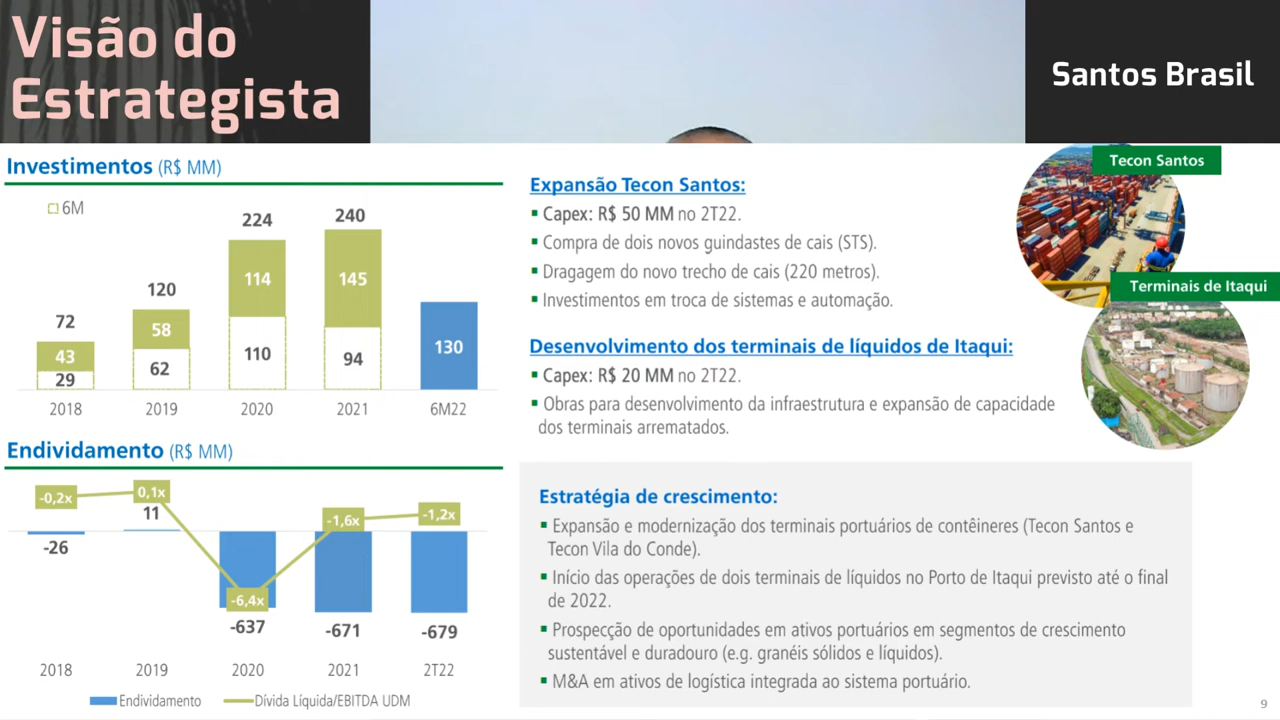 Visão do
Estrategista
Santos Brasil
Investimentos (R$ MM)
6M
72
43
29
2018
120
58
62
2019
224
114
110
2020
240
145
94
2021
130
6M22
Endividamento (R$ MM)
-0,2x
0,1x
-6,4x
-1,6x
-1,2x
-26
11
-637
-671
-679
2018
2019
2020
2021
2T22
Endividamento
Dívida Líquida/EBITDA UDM
Expansão Tecon Santos:
▪ Capex: R$ 50 MM no 2T22.
▪ Compra de dois novos guindastes de cais (STS).
▪ Dragagem do novo trecho de cais (220 metros).
▪ Investimentos em troca de sistemas e automação.
Desenvolvimento dos terminais de líquidos de Itaqui:
▪ Capex: R$ 20 MM no 2T22.
▪ Obras para desenvolvimento da infraestrutura e expansão de capacidade
dos terminais arrematados.
Tecon Santos
Terminais de Itaqui
Estratégia de crescimento:
▪ Expansão e modernização dos terminais portuários de contêineres (Tecon Santos e
Tecon Vila do Conde).
▪ Início das operações de dois terminais de líquidos no Porto de Itaqui previsto até o final
de 2022.
▪ Prospecção de oportunidades em ativos portuários em segmentos de crescimento
sustentável e duradouro (e.g. granéis sólidos e líquidos).
▪ M&A em ativos de logística integrada ao sistema portuário.
9